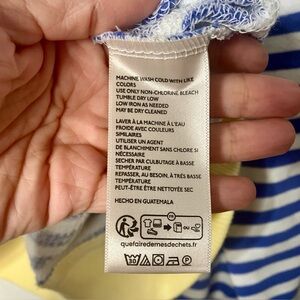 MACHINE WASH COLD WITH LIKE
COLORS
USE ONLY NON-CHLORINE BLEACH
TUMBLE DRY LOW
LOW IRON AS NEEDED
MAY BE DRY CLEANED
LAVER À LA MACHINE À L'EAU
FROIDE AVEC COULEURS
SIMILAIRES
UTILISER UN AGENT
DE BLANCHIMENT SANS CHLORE SI
NÉCESSAIRE
SECHER PAR CULBUTAGE À BASSE
TEMPÉRATURE
REPASSER, AU BESOIN, À TRÈS BASSE
TEMPÉRATURE
PEUT-ÊTRE ÊTRE NETTOYÉE SEC
HECHO EN GUATEMALA
FR
quefairedemesdechets.fr